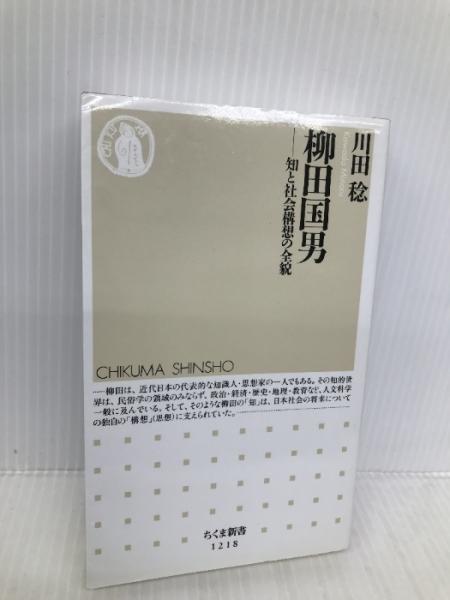 川田稔
Kawada Minoru
柳田国男
──知と社会構想の全貌
CHIKUMA SHINSHO
……柳田は、近代日本の代表的な知識人・思想家の一人でもある。その知的世
界は、民俗学の領域のみならず、政治・経済・歴史・地理・教育など、人文科学
一般に及んでいる。そして、そのような柳田の「知」は、日本社会の将来について
の独自の「構想」（思想）に支えられていた。
ちくま新書
1218